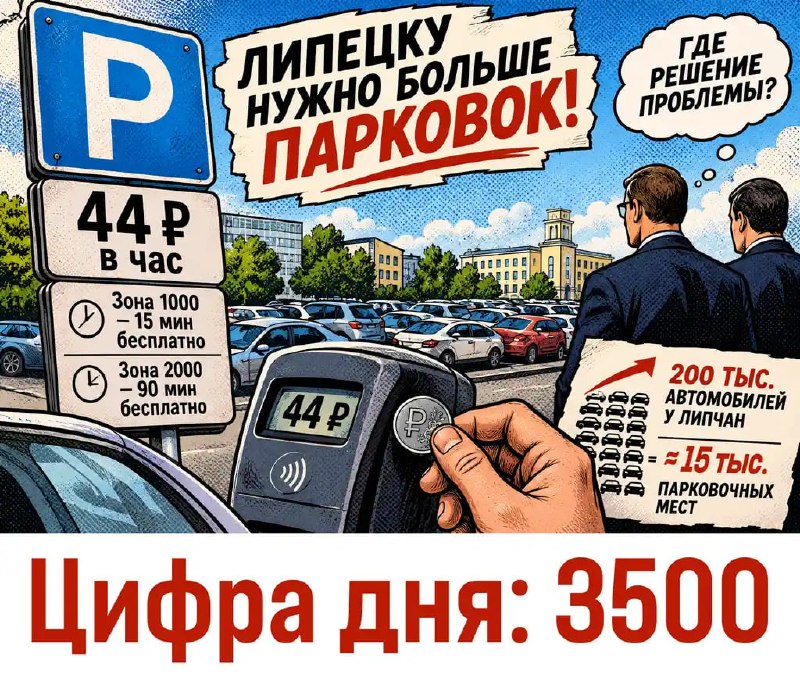 P
44 ₽
в час
Зона 1000
– 15 мин
бесплатно
Зона 2000
– 90 мин
бесплатно
ЛИПЕЦКУ
НУЖНО БОЛЬШЕ
ПАРКОВОК!
ГДЕ
РЕШЕНИЕ
ПРОБЛЕМЫ?
44 ₽
₽
200 ТЫС.
АВТОМОБИЛЕЙ
У ЛИПЧАН
= ≈15 ТЫС.
ПАРКОВОЧНЫХ
МЕСТ
Цифра дня: 3500